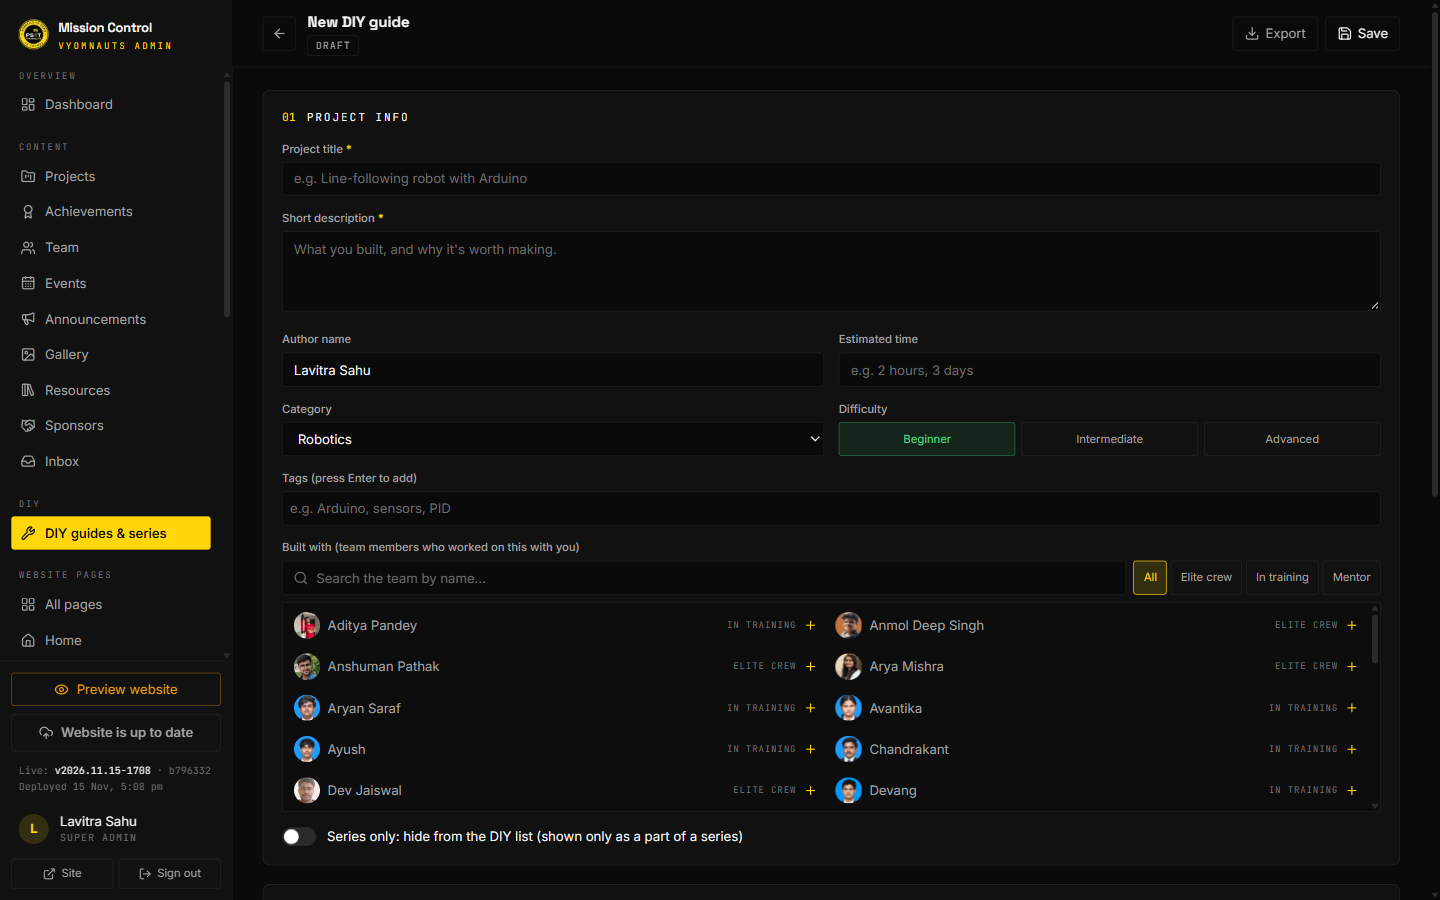 Mission Control
VYOMNAUTS ADMIN
OVERVIEW
Dashboard
CONTENT
Projects
Achievements
Team
Events
Announcements
Gallery
Resources
Sponsors
Inbox
DIY
DIY guides & series
WEBSITE PAGES
All pages
Home
Preview website
Website is up to date
Live: v2026.11.15-1708 · b796332
Deployed 15 Nov, 5:08 pm
L
Lavitra Sahu
SUPER ADMIN
Site
Sign out
New DIY guide
DRAFT
Export
Save
01 PROJECT INFO
Project title *
e.g. Line-following robot with Arduino
Short description *
What you built, and why it's worth making.
Author name
Lavitra Sahu
Estimated time
e.g. 2 hours, 3 days
Category
Robotics
Difficulty
Beginner
Intermediate
Advanced
Tags (press Enter to add)
e.g. Arduino, sensors, PID
Built with (team members who worked on this with you)
Search the team by name...
All
Elite crew
In training
Mentor
Aditya Pandey IN TRAINING +
Anmol Deep Singh ELITE CREW +
Anshuman Pathak ELITE CREW +
Arya Mishra ELITE CREW +
Aryan Saraf IN TRAINING +
Avantika IN TRAINING +
Ayush IN TRAINING +
Chandrakant IN TRAINING +
Dev Jaiswal ELITE CREW +
Devang IN TRAINING +
Series only: hide from the DIY list (shown only as a part of a series)